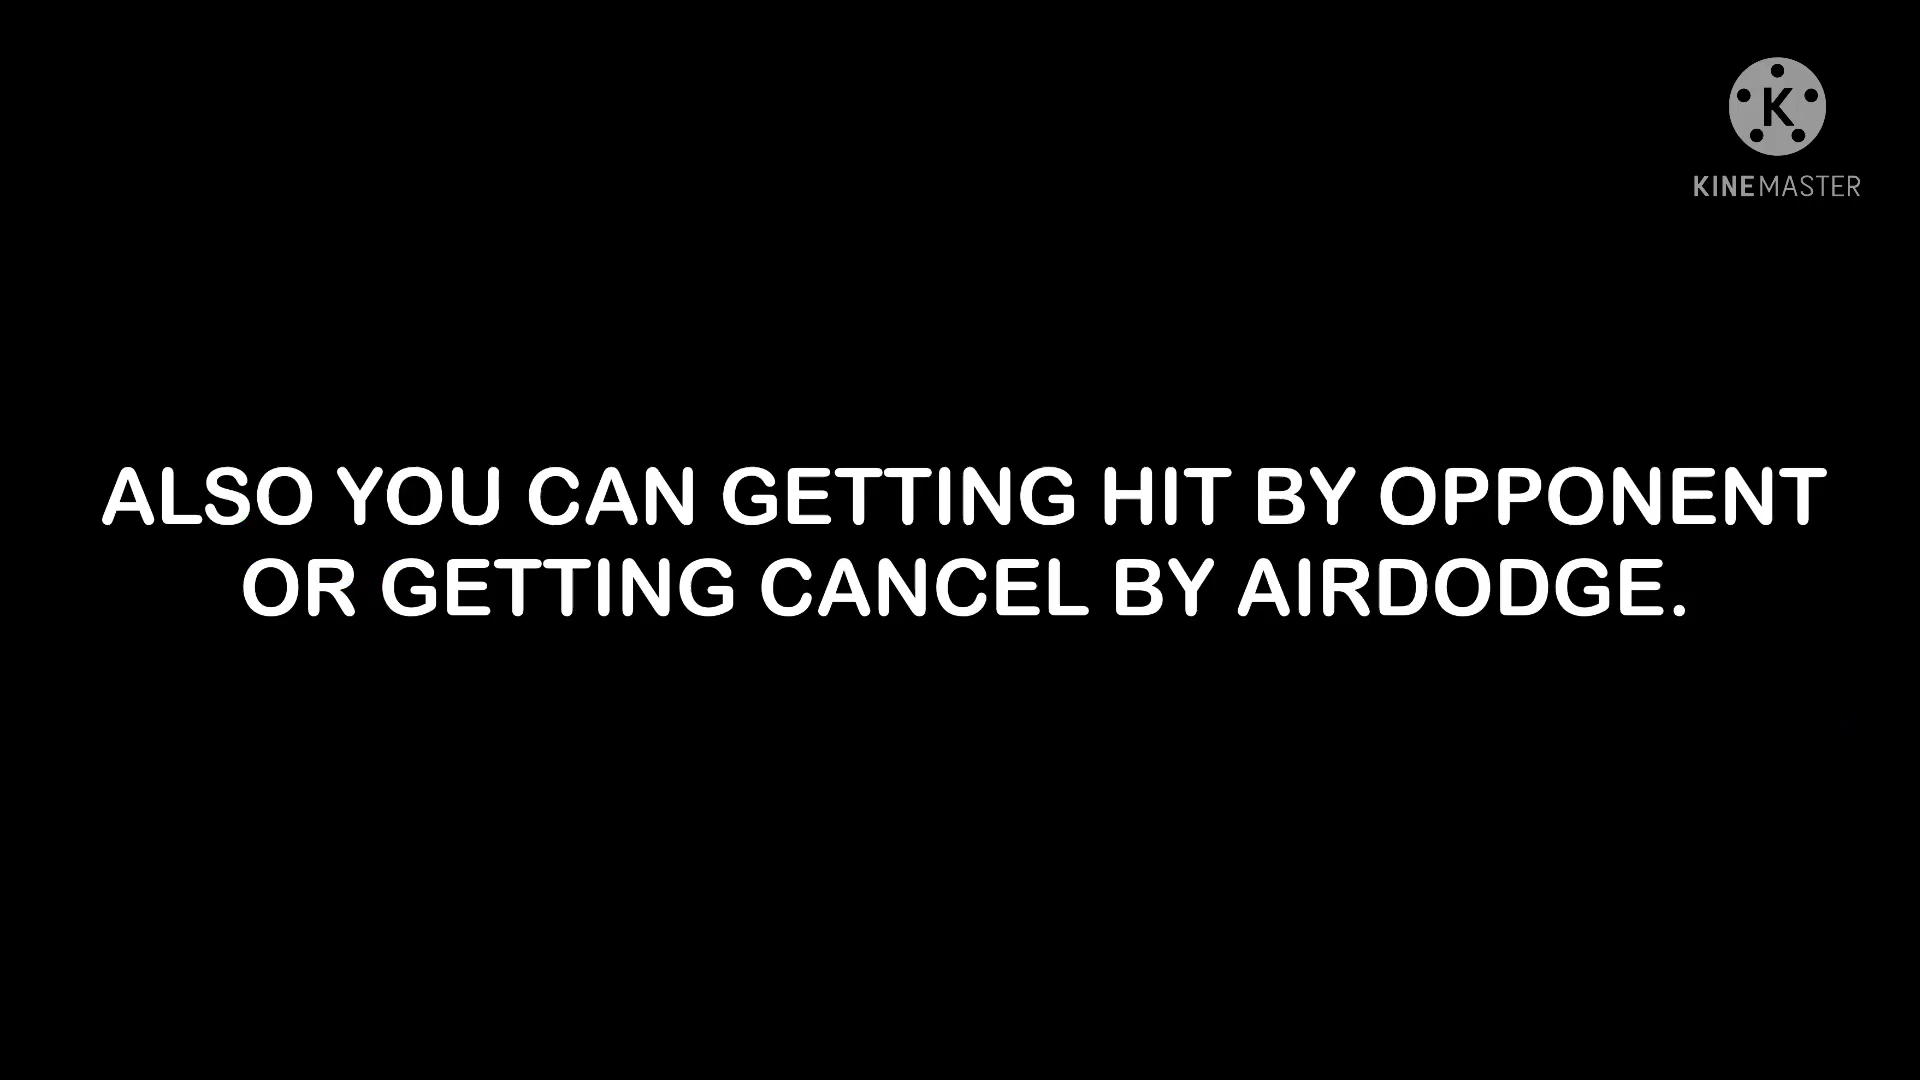 K
KINEMASTER
ALSO YOU CAN GETTING HIT BY OPPONENT
OR GETTING CANCEL BY AIRDODGE.